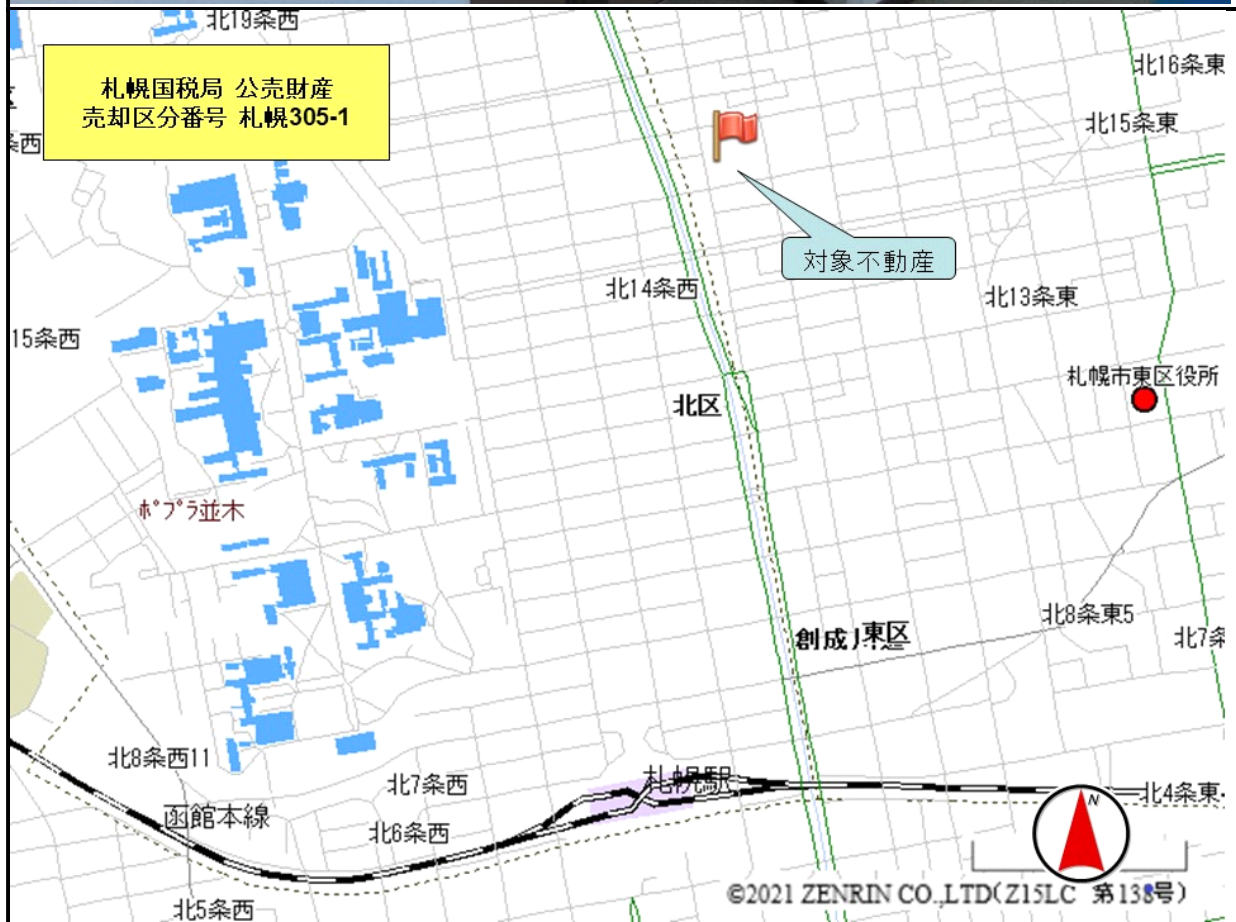 北19条西
札幌国税局 公売財産
売却区分番号 札幌305-1
条西
北16条東
北15条東
対象不動産
北14条西
北13条東
15条西
札幌市東区役所
北区
ポプラ並木
北8条東5
東区
北7条
北8条西11
札幌駅
北7条西
函館本線
北6条西
北4条東
N
©2021 ZENRIN CO.,LTD(Z15LC 第138号)
北5条西